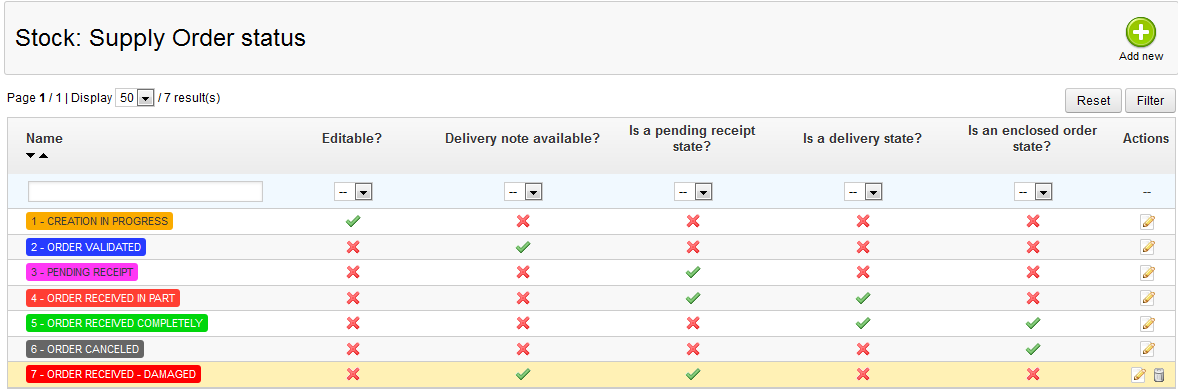 Stock: Supply Order status
Add new
Page 1 / 1 | Display 50 / 7 result(s)
Reset Filter
Name Editable? Delivery note available? Is a pending receipt state? Is a delivery state? Is an enclosed order state? Actions
-- -- -- -- -- --
1 - CREATION IN PROGRESS
2 - ORDER VALIDATED
3 - PENDING RECEIPT
4 - ORDER RECEIVED IN PART
5 - ORDER RECEIVED COMPLETELY
6 - ORDER CANCELED
7 - ORDER RECEIVED - DAMAGED